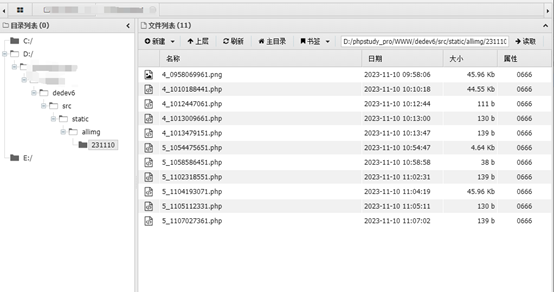 目录列表 (0)
C:/
D:/
dedev6
src
static
allimg
231110
E:/
文件列表 (11)
新建 上层 刷新 主目录 书签 D:/phpstudy_pro/WWW/dedev6/src/static/allimg/231110 读取
名称 日期 大小 属性
4_0958069961.png 2023-11-10 09:58:06 45.96 Kb 0666
4_1010188441.php 2023-11-10 10:10:18 44.55 Kb 0666
4_1012447061.php 2023-11-10 10:12:44 111 b 0666
4_1013009661.php 2023-11-10 10:13:00 130 b 0666
4_1013479151.php 2023-11-10 10:13:47 139 b 0666
5_1054475651.php 2023-11-10 10:54:47 4.64 Kb 0666
5_1058586451.php 2023-11-10 10:58:58 38 b 0666
5_1102318551.php 2023-11-10 11:02:31 139 b 0666
5_1104193071.php 2023-11-10 11:04:19 45.96 Kb 0666
5_1105112331.php 2023-11-10 11:05:11 130 b 0666
5_1107027361.php 2023-11-10 11:07:02 139 b 0666